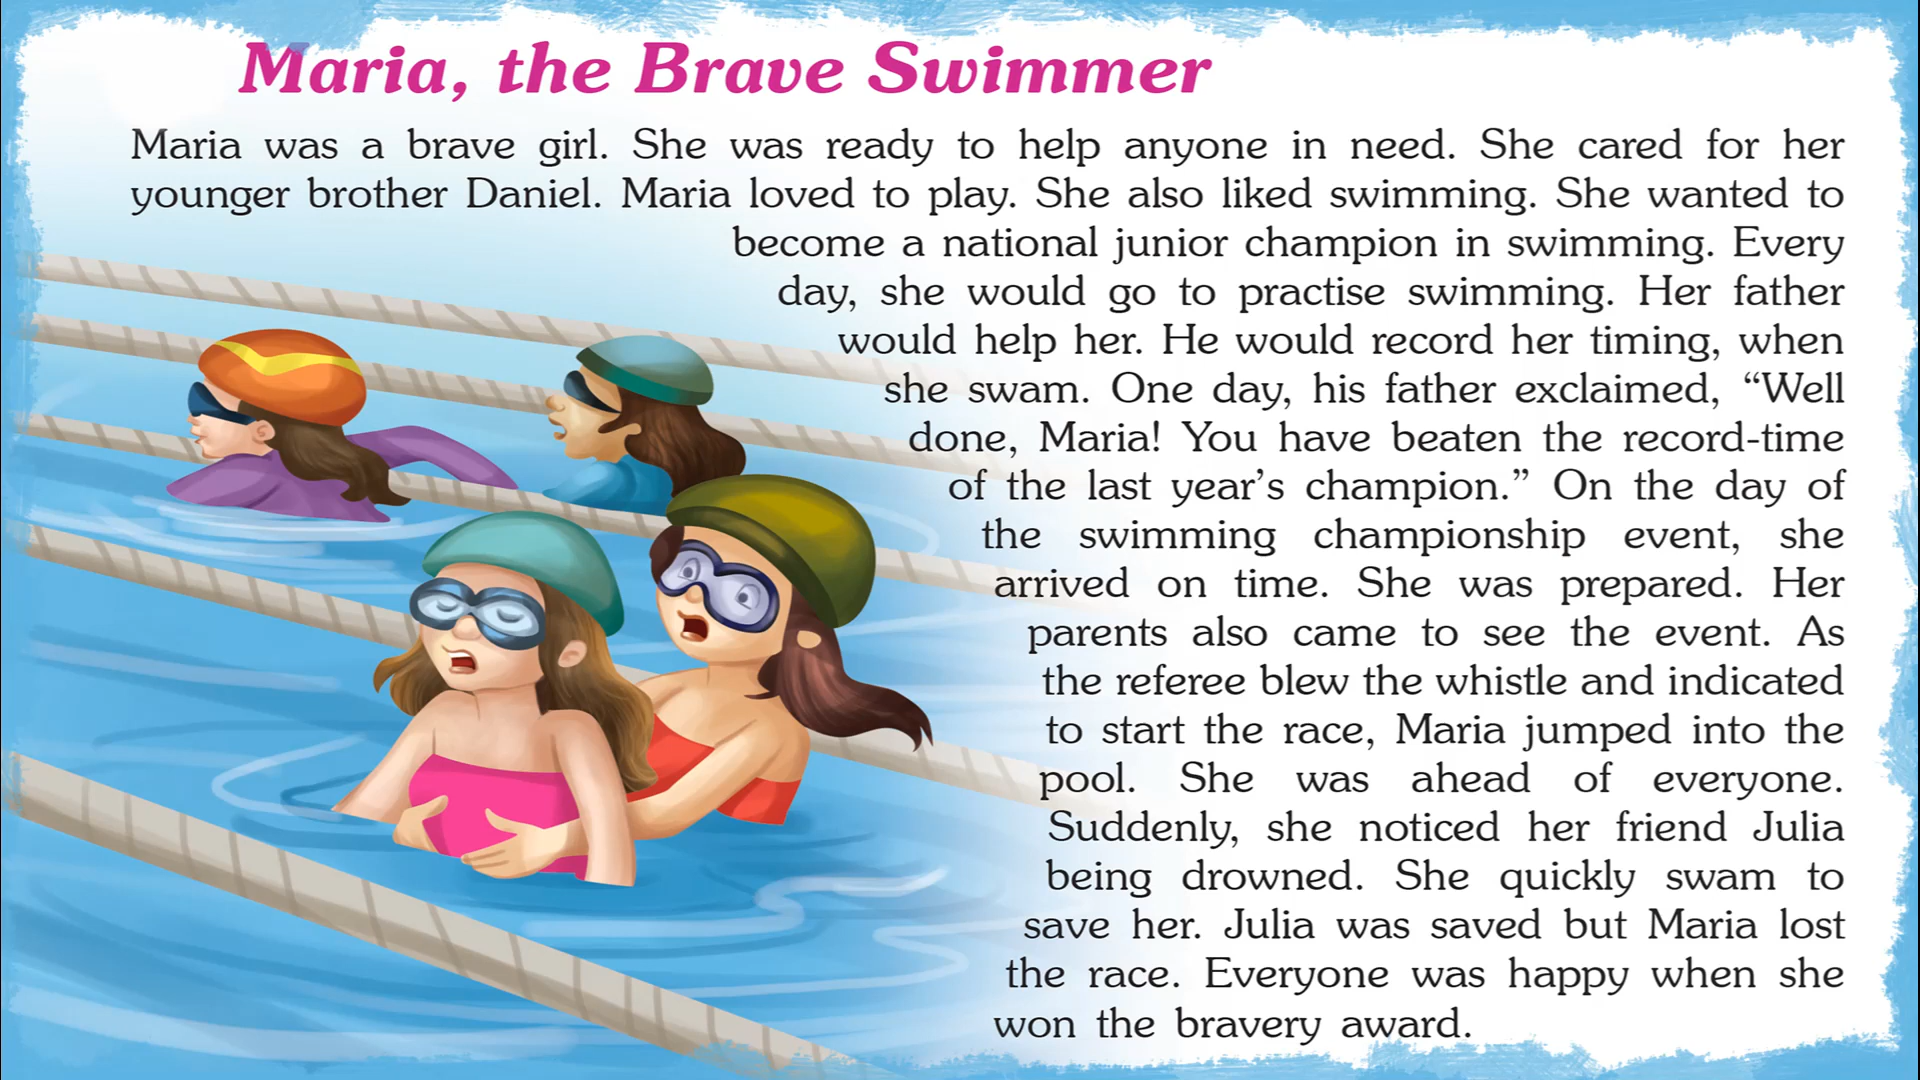 Maria, the Brave Swimmer
Maria was a brave girl. She was ready to help anyone in need. She cared for her
younger brother Daniel. Maria loved to play. She also liked swimming. She wanted to
become a national junior champion in swimming. Every
day, she would go to practise swimming. Her father
would help her. He would record her timing, when
she swam. One day, his father exclaimed, “Well
done, Maria! You have beaten the record-time
of the last year’s champion.” On the day of
the swimming championship event, she
arrived on time. She was prepared. Her
parents also came to see the event. As
the referee blew the whistle and indicated
to start the race, Maria jumped into the
pool. She was ahead of everyone.
Suddenly, she noticed her friend Julia
being drowned. She quickly swam to
save her. Julia was saved but Maria lost
the race. Everyone was happy when she
won the bravery award.